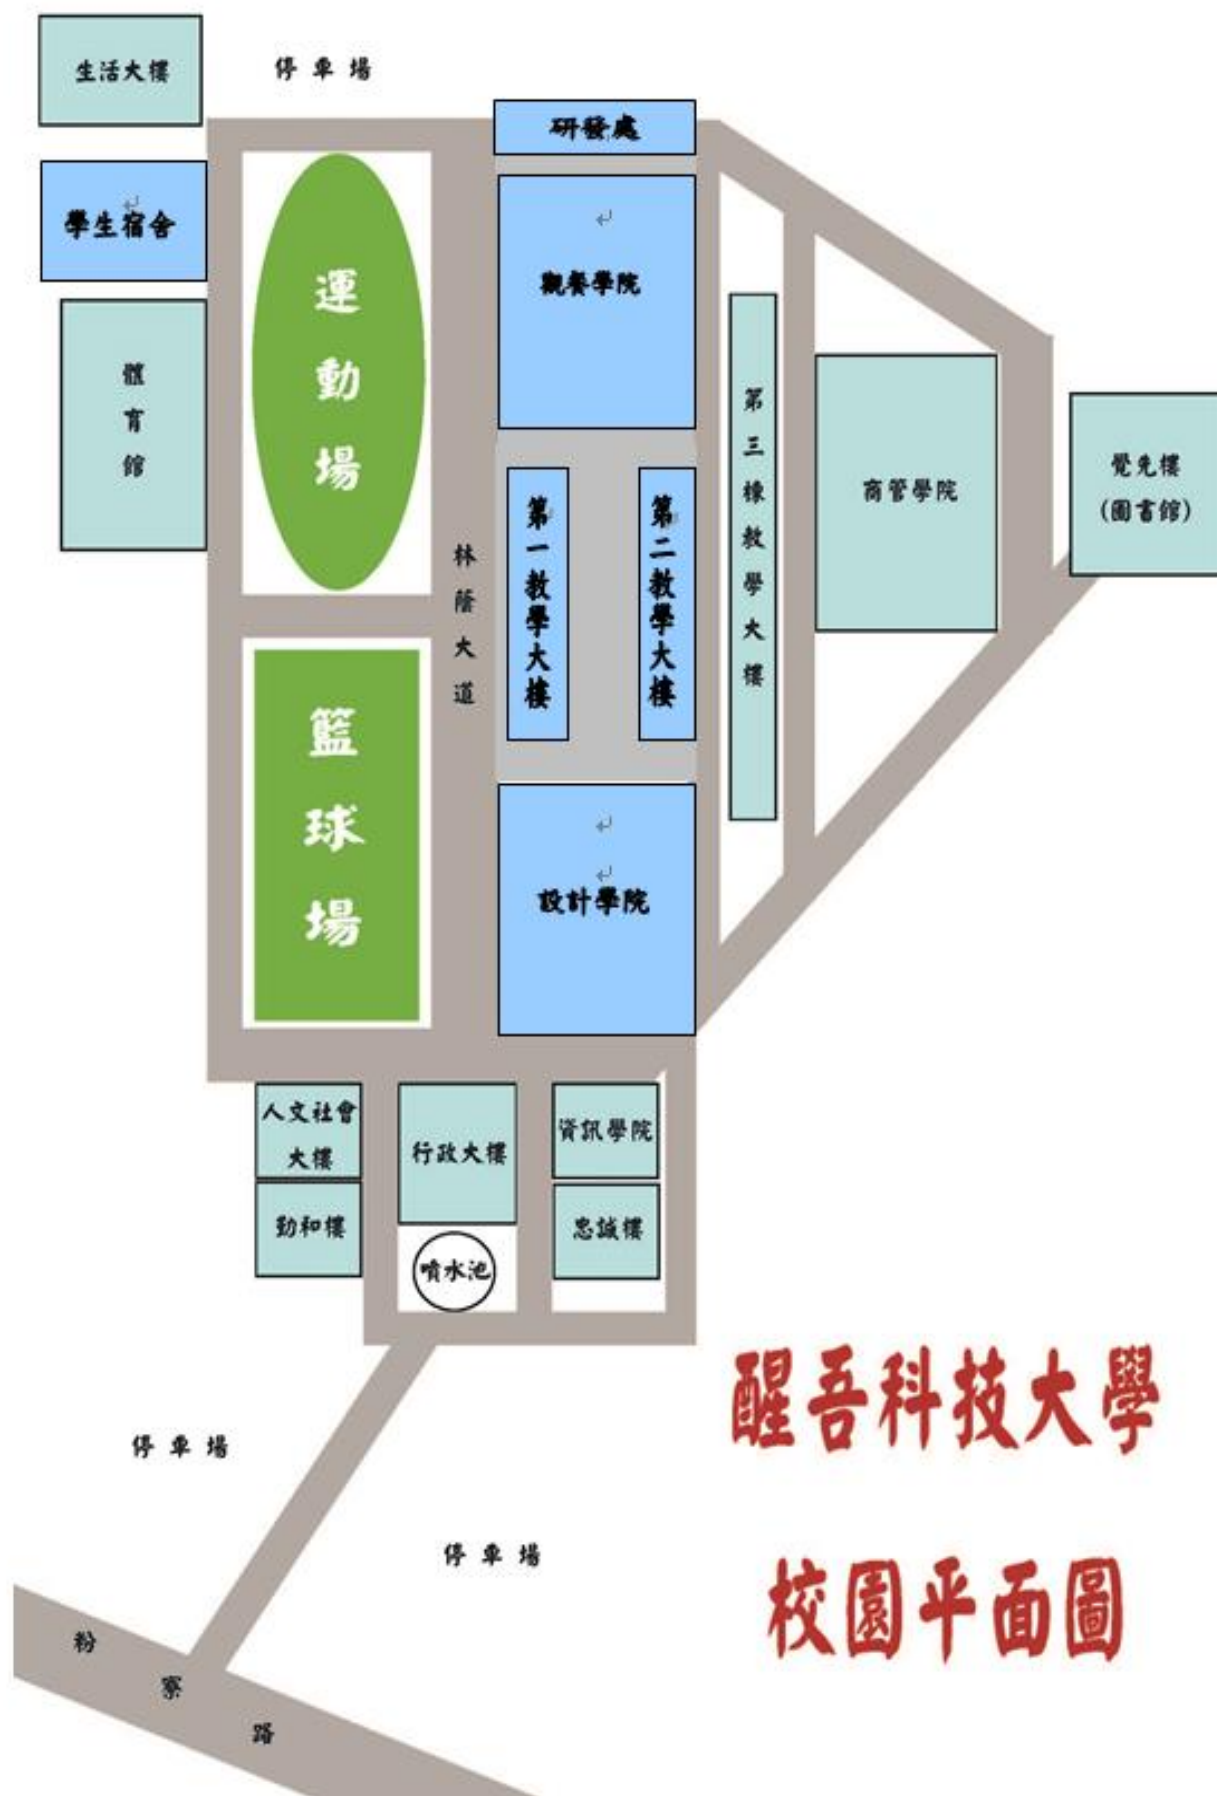 生活大樓
停車場
研發處
學生宿舍
觀餐學院
運動場
體育館
第三棟教學大樓
商管學院
覺先樓
(圖書館)
第一教學大樓
第二教學大樓
林蔭大道
籃球場
設計學院
人文社會
大樓
行政大樓
資訊學院
勤和樓
忠誠樓
噴水池
醒吾科技大學
停車場
停車場
校園平面圖
粉寮路